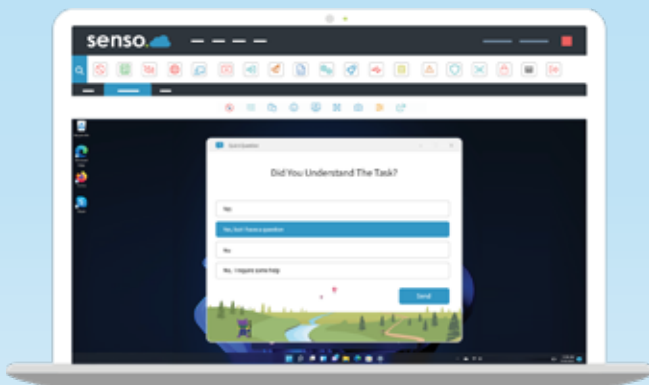 senso.
Did You Understand The Task?
Yes
Yes, but I have a question
No
No, I require some help
Send